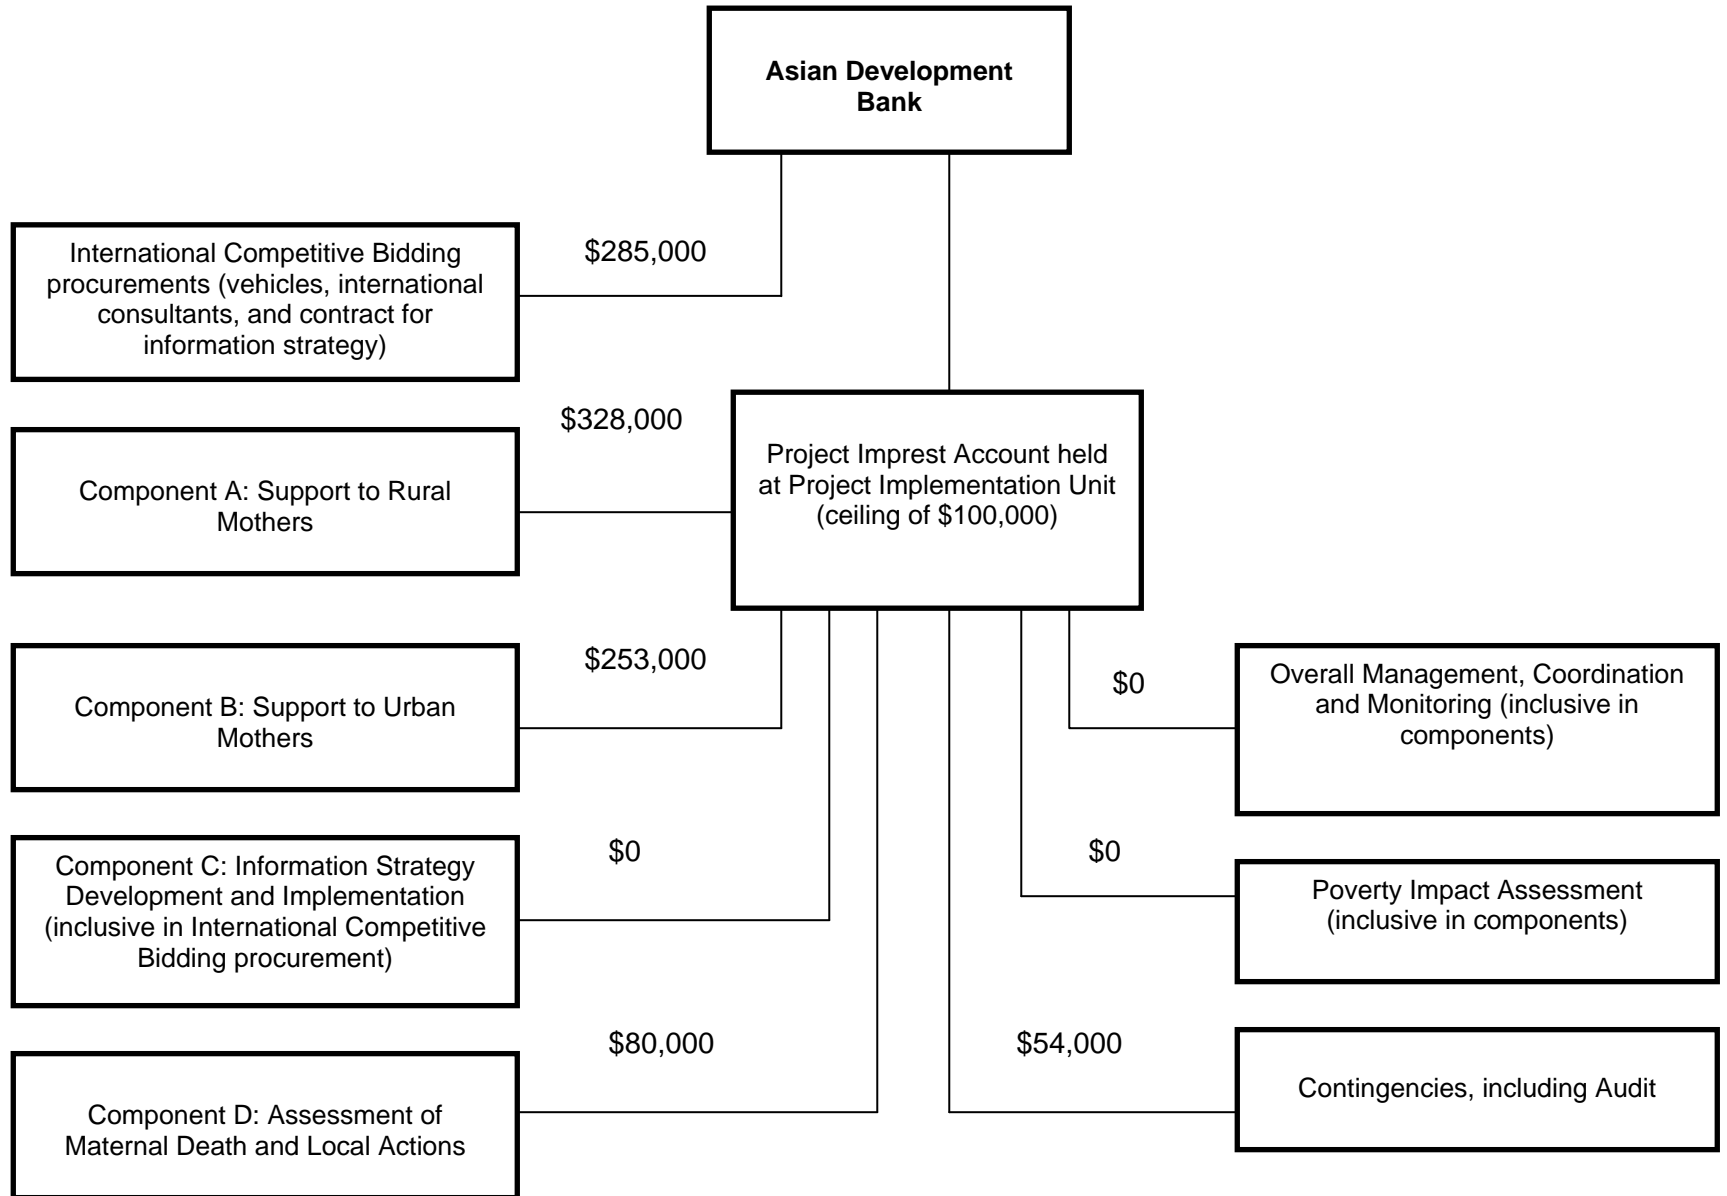 Asian Development
Bank
International Competitive Bidding
procurements (vehicles, international
consultants, and contract for
information strategy)
$285,000
$328,000
Component A: Support to Rural
Mothers
Project Imprest Account held
at Project Implementation Unit
(ceiling of $100,000)
Component B: Support to Urban
Mothers
$253,000
$0
Overall Management, Coordination
and Monitoring (inclusive in
components)
Component C: Information Strategy
Development and Implementation
(inclusive in International Competitive
Bidding procurement)
$0
$0
Poverty Impact Assessment
(inclusive in components)
$80,000
$54,000
Component D: Assessment of
Maternal Death and Local Actions
Contingencies, including Audit